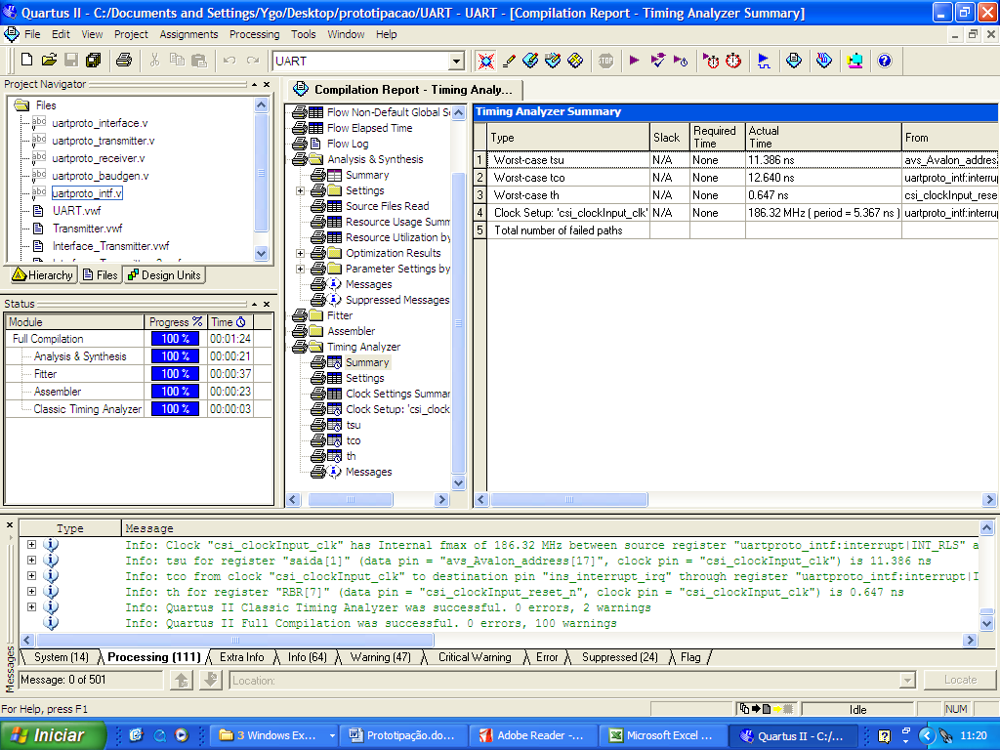 Quartus II - C:/Documents and Settings/Ygo/Desktop/prototipacao/UART - UART - [Compilation Report - Timing Analyzer Summary]
File Edit View Project Assignments Processing Tools Window Help
UART
STOP
Project Navigator
Files
uartproto_interface.v
uartproto_transmitter.v
uartproto_receiver.v
uartproto_baudgen.v
uartproto_intf.v
UART.vwf
Transmitter.vwf
Interface_Transmitter.vwf
Hierarchy Files Design Units
Status
Module Progress % Time
Full Compilation 100 % 00:01:24
Analysis & Synthesis 100 % 00:00:21
Fitter 100 % 00:00:37
Assembler 100 % 00:00:23
Classic Timing Analyzer 100 % 00:00:03
Compilation Report - Timing Analy...
Flow Non-Default Global S
Flow Elapsed Time
Flow Log
Analysis & Synthesis
Summary
Settings
Source Files Read
Resource Usage Summ
Resource Utilization by
Optimization Results
Parameter Settings by
Messages
Suppressed Messages
Fitter
Assembler
Timing Analyzer
Summary
Settings
Clock Settings Summar
Clock Setup: 'csi_clock
tsu
tco
th
Messages
Timing Analyzer Summary
Type Slack Required Time Actual Time From
1 Worst-case tsu N/A None 11.386 ns avs_Avalon_addres
2 Worst-case tco N/A None 12.640 ns uartproto_intf:interrup
3 Worst-case th N/A None 0.647 ns csi_clockInput_rese
4 Clock Setup: 'csi_clockInput_clk' N/A None 186.32 MHz ( period = 5.367 ns ) uartproto_intf:interrup
5 Total number of failed paths
Type Message
Info: Clock "csi_clockInput_clk" has Internal fmax of 186.32 MHz between source register "uartproto_intf:interrupt|INT_RLS" a
Info: tsu for register "saida[1]" (data pin = "avs_Avalon_address[17]", clock pin = "csi_clockInput_clk") is 11.386 ns
Info: tco from clock "csi_clockInput_clk" to destination pin "ins_interrupt_irq" through register "uartproto_intf:interrupt|I
Info: th for register "RBR[7]" (data pin = "csi_clockInput_reset_n", clock pin = "csi_clockInput_clk") is 0.647 ns
Info: Quartus II Classic Timing Analyzer was successful. 0 errors, 2 warnings
Info: Quartus II Full Compilation was successful. 0 errors, 100 warnings
Messages
System (14) Processing (111) Extra Info Info (64) Warning (47) Critical Warning Error Suppressed (24) Flag
Message: 0 of 501 Location: Locate
For Help, press F1 Idle NUM
Iniciar 3 Windows Ex... Prototipação.do... Adobe Reader -... Microsoft Excel ... Quartus II - C:/... 11:20